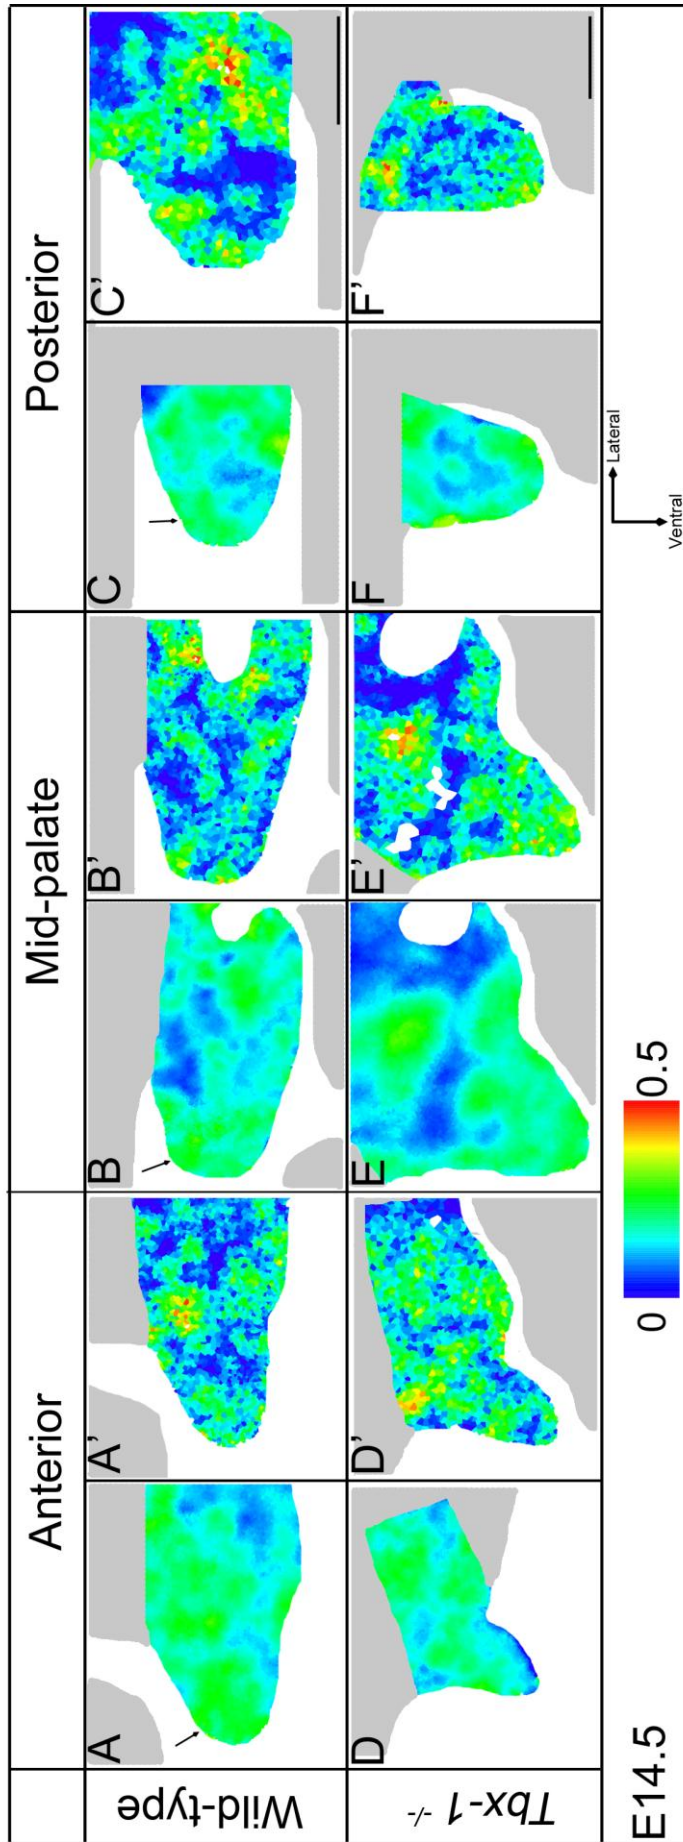 Anterior
Mid-palate
Posterior
Wild-type
A
A'
B
B'
C
C'
Tbx-1 -/-
D
D'
E
E'
F
F'
E14.5
0
0.5
Lateral
Ventral